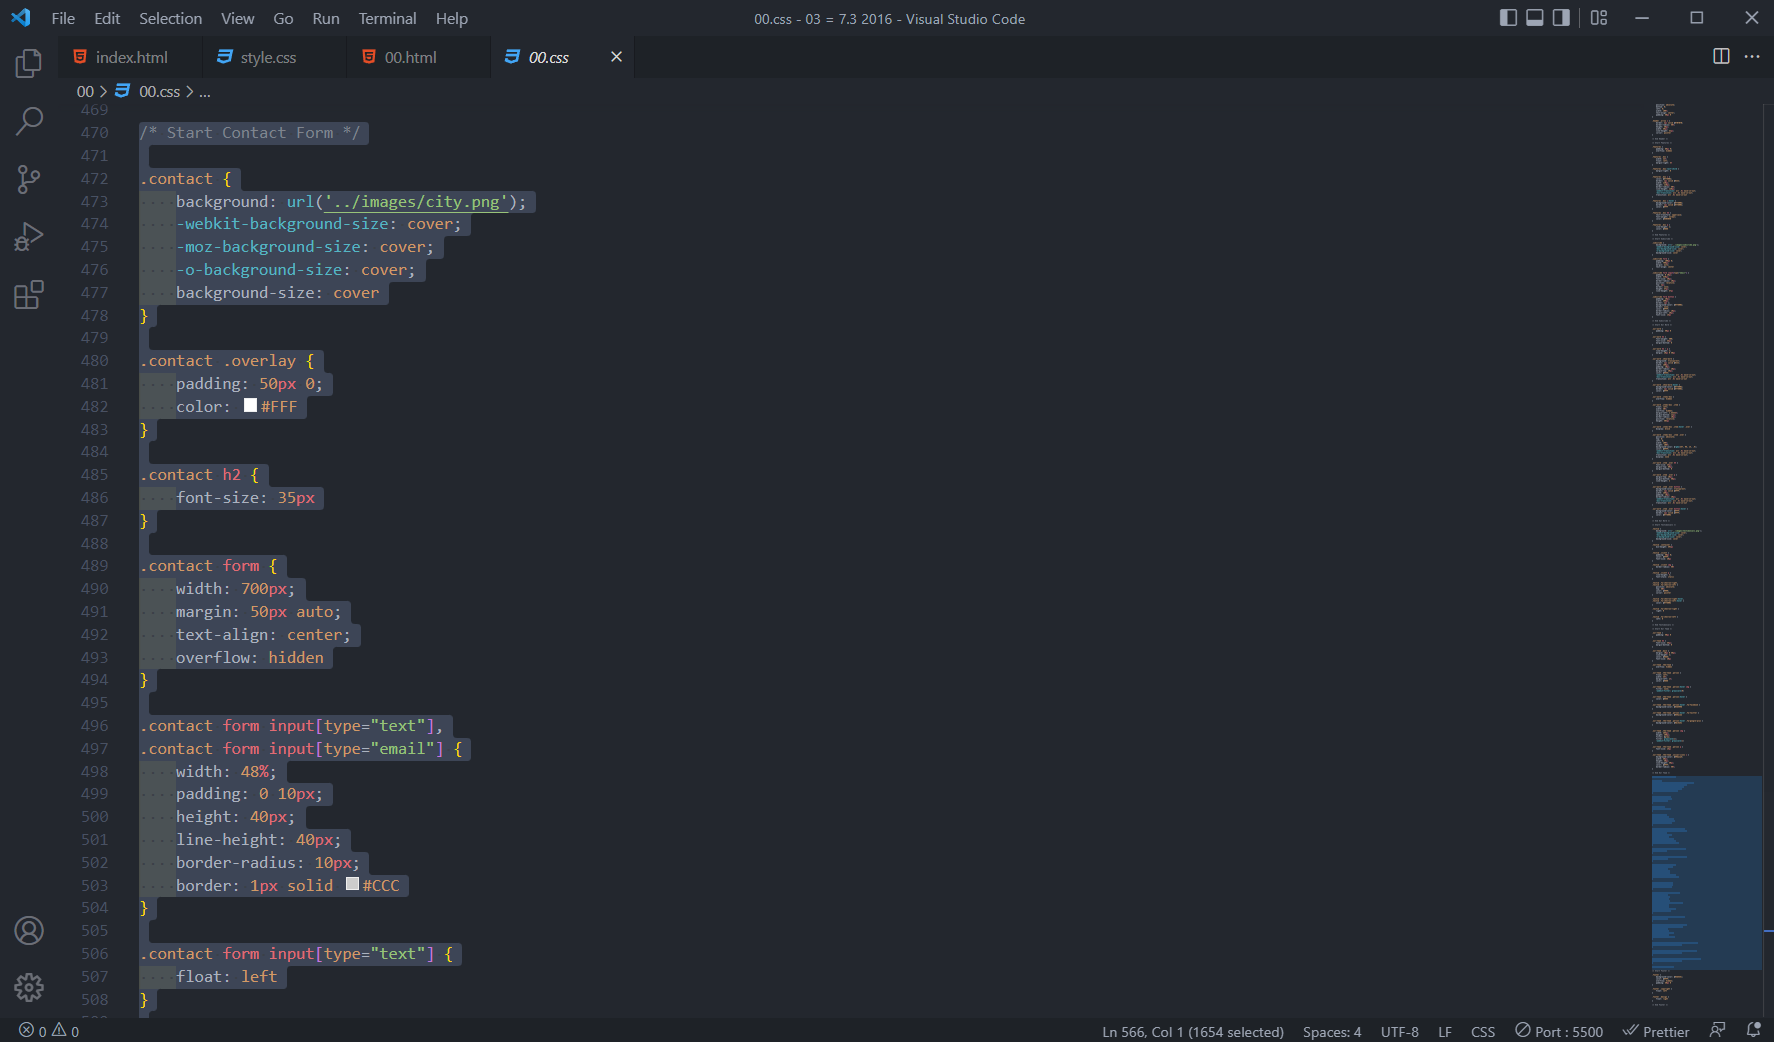 File Edit Selection View Go Run Terminal Help
00.css - 03 = 7.3 2016 - Visual Studio Code
index.html
style.css
00.html
00.css
00 > 00.css > ...
469
470 /* Start Contact Form */
471
472 .contact {
473 background: url('../images/city.png');
474 -webkit-background-size: cover;
475 -moz-background-size: cover;
476 -o-background-size: cover;
477 background-size: cover
478 }
479
480 .contact .overlay {
481 padding: 50px 0;
482 color: #FFF
483 }
484
485 .contact h2 {
486 font-size: 35px
487 }
488
489 .contact form {
490 width: 700px;
491 margin: 50px auto;
492 text-align: center;
493 overflow: hidden
494 }
495
496 .contact form input[type="text"],
497 .contact form input[type="email"] {
498 width: 48%;
499 padding: 0 10px;
500 height: 40px;
501 line-height: 40px;
502 border-radius: 10px;
503 border: 1px solid #CCC
504 }
505
506 .contact form input[type="text"] {
507 float: left
508 }
0 0
Ln 566, Col 1 (1654 selected) Spaces: 4 UTF-8 LF CSS Port : 5500 Prettier